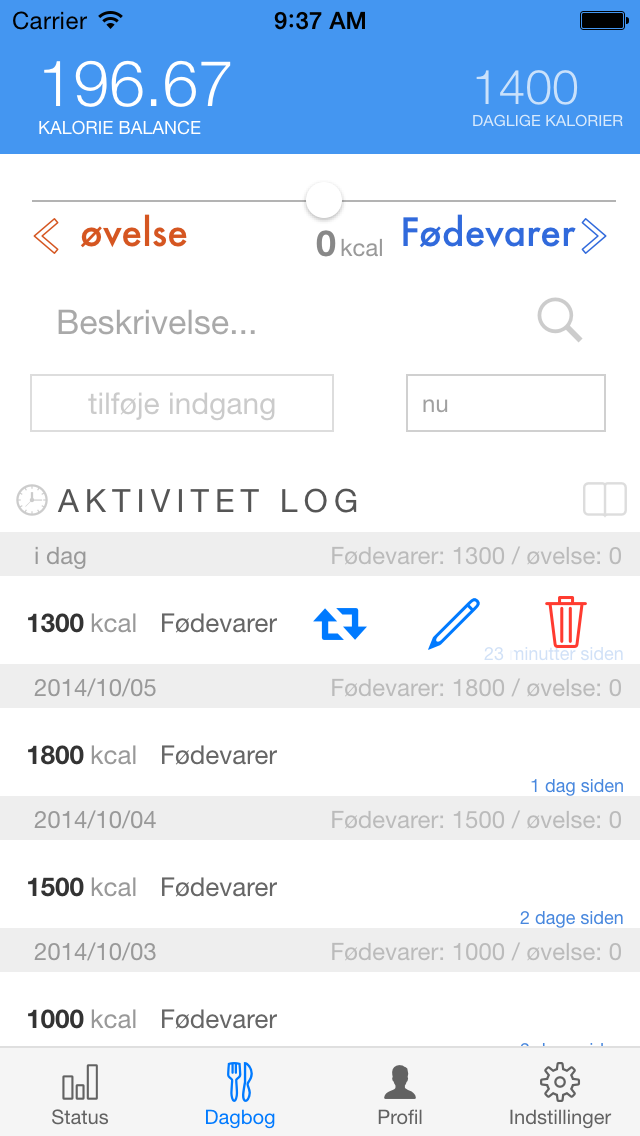 Carrier 9:37 AM
196.67 1400
KALORIE BALANCE DAGLIGE KALORIER
øvelse 0 kcal Fødevarer
Beskrivelse...
tilføje indgang nu
AKTIVITET LOG
i dag Fødevarer: 1300 / øvelse: 0
1300 kcal Fødevarer
23 minutter siden
2014/10/05 Fødevarer: 1800 / øvelse: 0
1800 kcal Fødevarer
1 dag siden
2014/10/04 Fødevarer: 1500 / øvelse: 0
1500 kcal Fødevarer
2 dage siden
2014/10/03 Fødevarer: 1000 / øvelse: 0
1000 kcal Fødevarer
Status Dagbog Profil Indstillinger